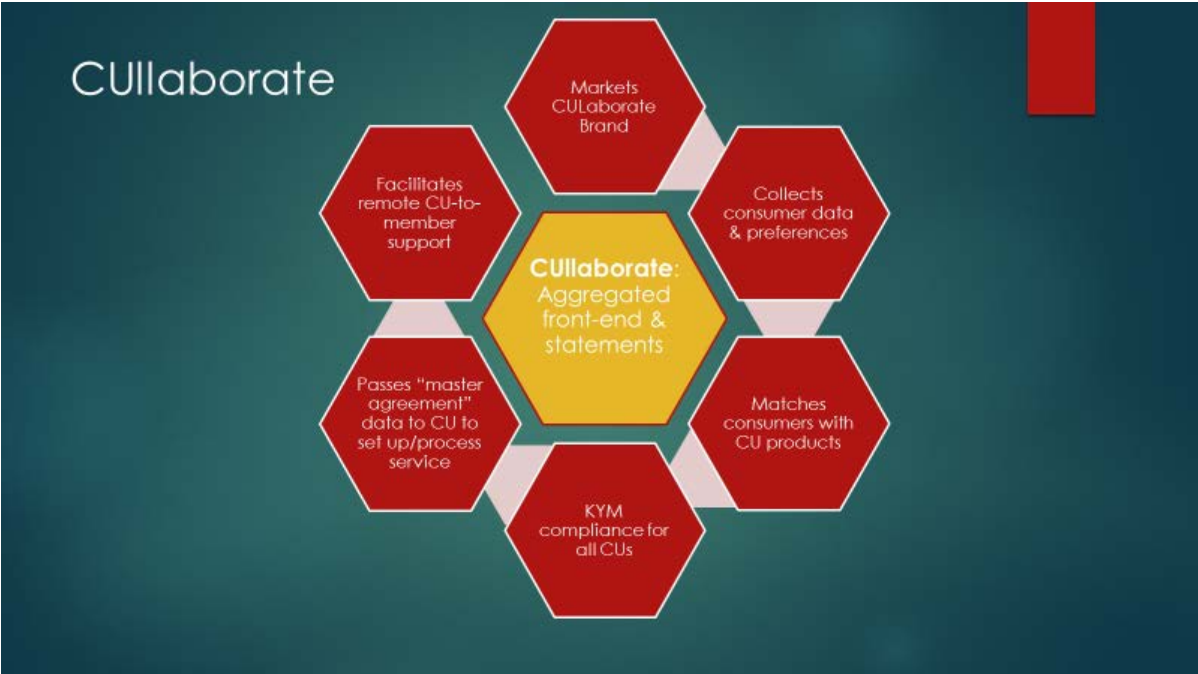 CUllaborate
Markets
CULaborate
Brand
Collects
consumer data
& preferences
Matches
consumers with
CU products
KYM
compliance for
all CUs
Passes “master
agreement”
data to CU to
set up/process
service
Facilitates
remote CU-to-
member
support
CUllaborate:
Aggregated
front-end &
statements